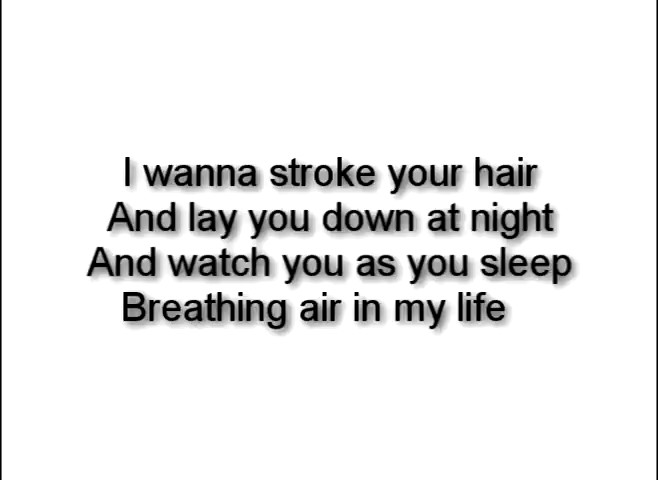 I wanna stroke your hair
And lay you down at night
And watch you as you sleep
Breathing air in my life